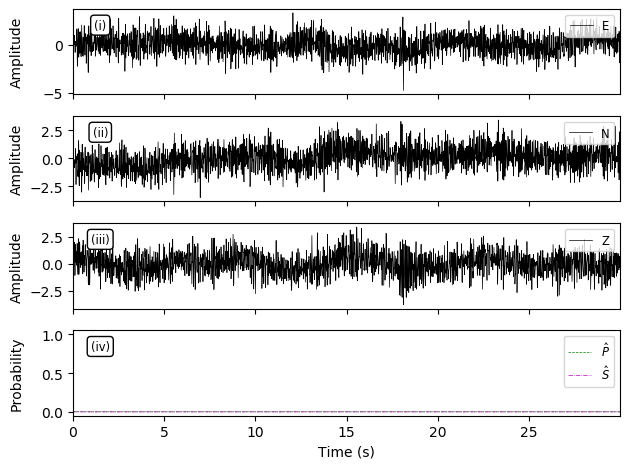 Amplitude
0
−5
(i)
E
Amplitude
2.5
0.0
−2.5
(ii)
N
Amplitude
2.5
0.0
−2.5
(iii)
Z
Probability
1.0
0.5
0.0
(iv)
P̂
Ŝ
0 5 10 15 20 25
Time (s)